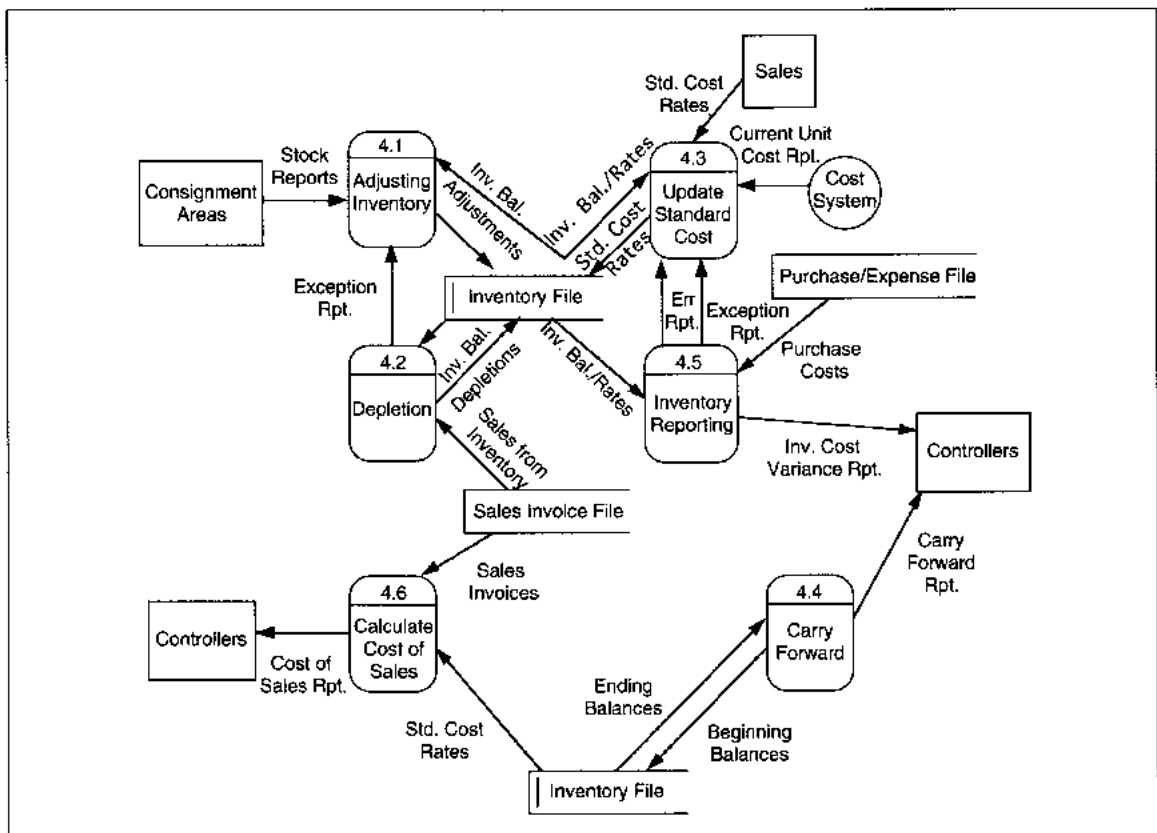 Sales
Std. Cost
Rates
4.1
Adjusting
Inventory
Stock
Reports
Consignment
Areas
Inv. Bal.
Adjustments
Inv. Bal./Rates
Std. Cost
Rates
4.3
Update
Standard
Cost
Current Unit
Cost Rpt.
Cost
System
Exception
Rpt.
Inventory File
Err
Rpt.
Exception
Rpt.
Purchase/Expense File
Purchase
Costs
4.2
Depletion
Inv. Bal.
Depletions
Inv. Bal./Rates
4.5
Inventory
Reporting
Sales from
Inventory
Inv. Cost
Variance Rpt.
Controllers
Sales Invoice File
Sales
Invoices
Carry
Forward
Rpt.
4.6
Calculate
Cost of
Sales
Controllers
Cost of
Sales Rpt.
4.4
Carry
Forward
Std. Cost
Rates
Ending
Balances
Beginning
Balances
Inventory File